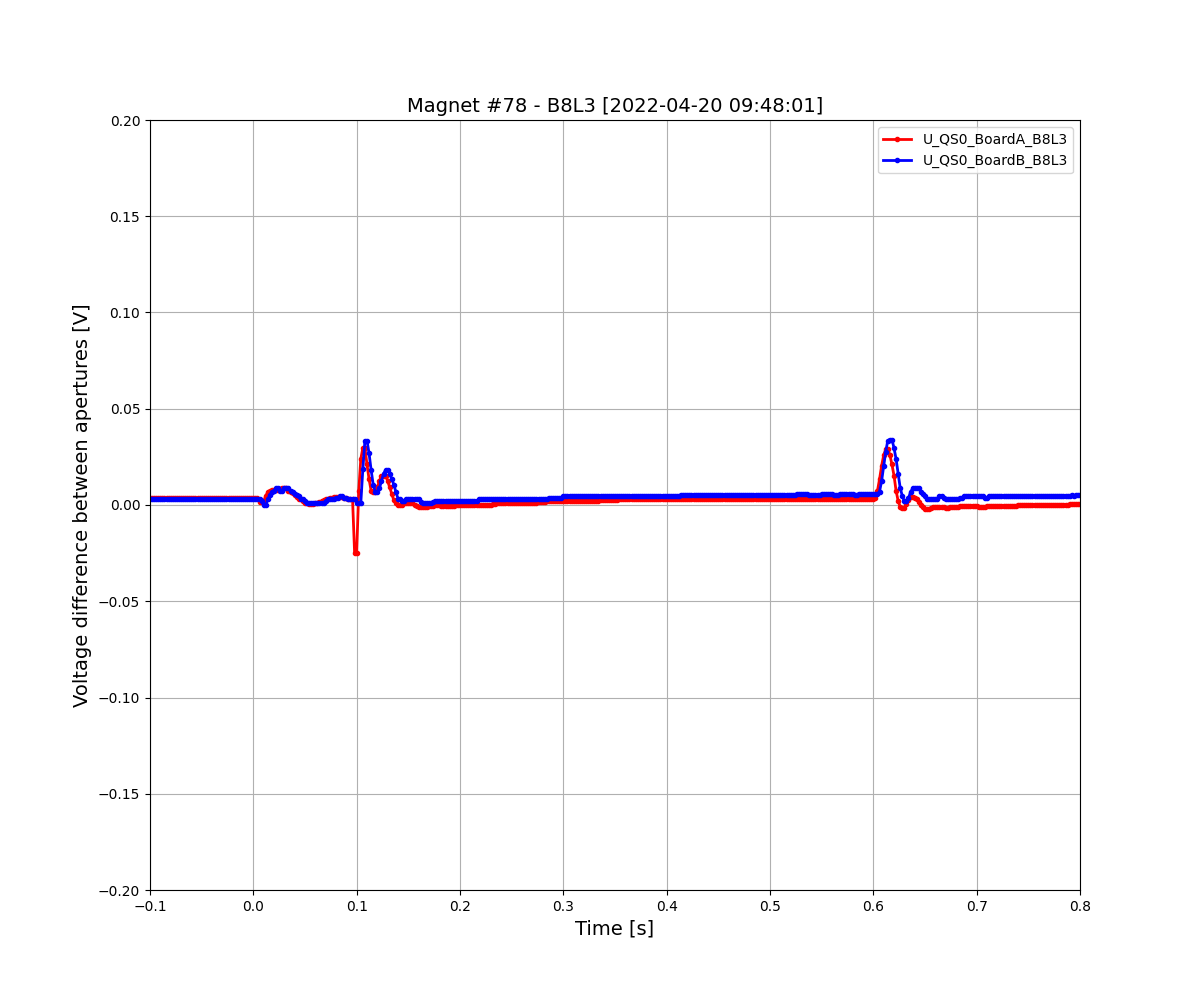 Magnet #78 - B8L3 [2022-04-20 09:48:01]
U_QS0_BoardA_B8L3
U_QS0_BoardB_B8L3
Voltage difference between apertures [V]
0.20
0.15
0.10
0.05
0.00
−0.05
−0.10
−0.15
−0.20
−0.1 0.0 0.1 0.2 0.3 0.4 0.5 0.6 0.7 0.8
Time [s]